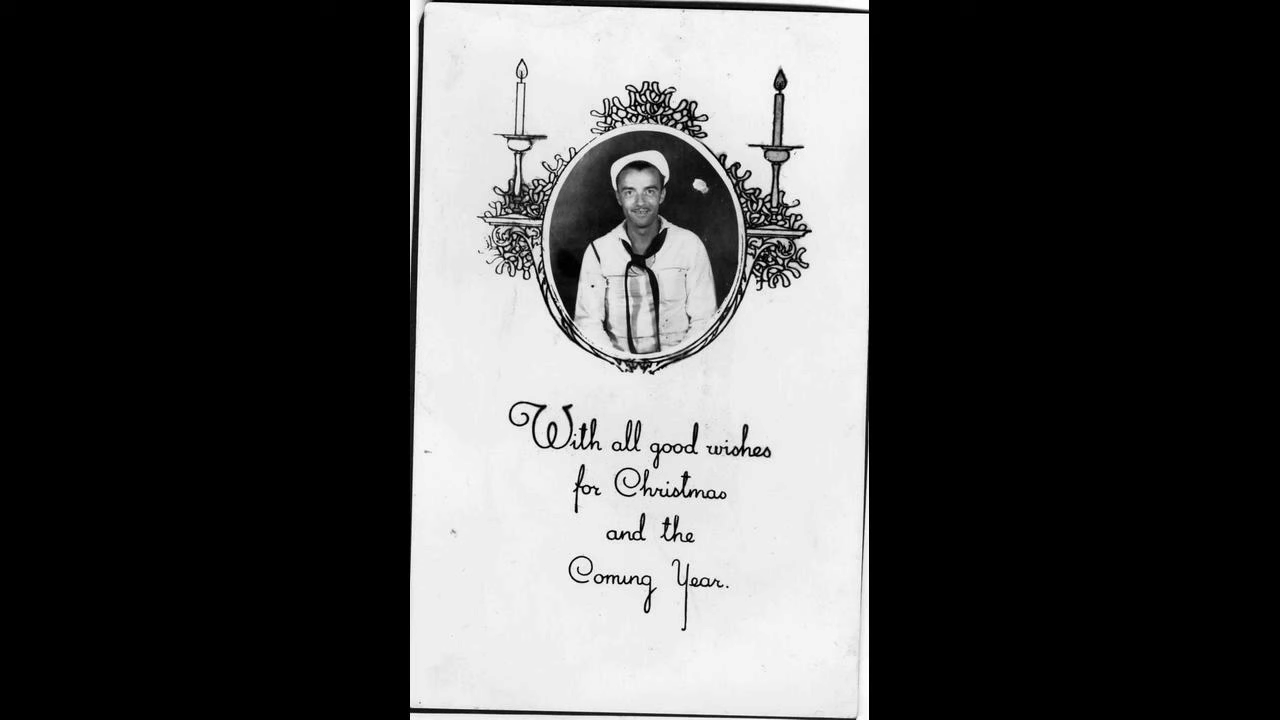 With all good wishes
for Christmas
and the
Coming Year.